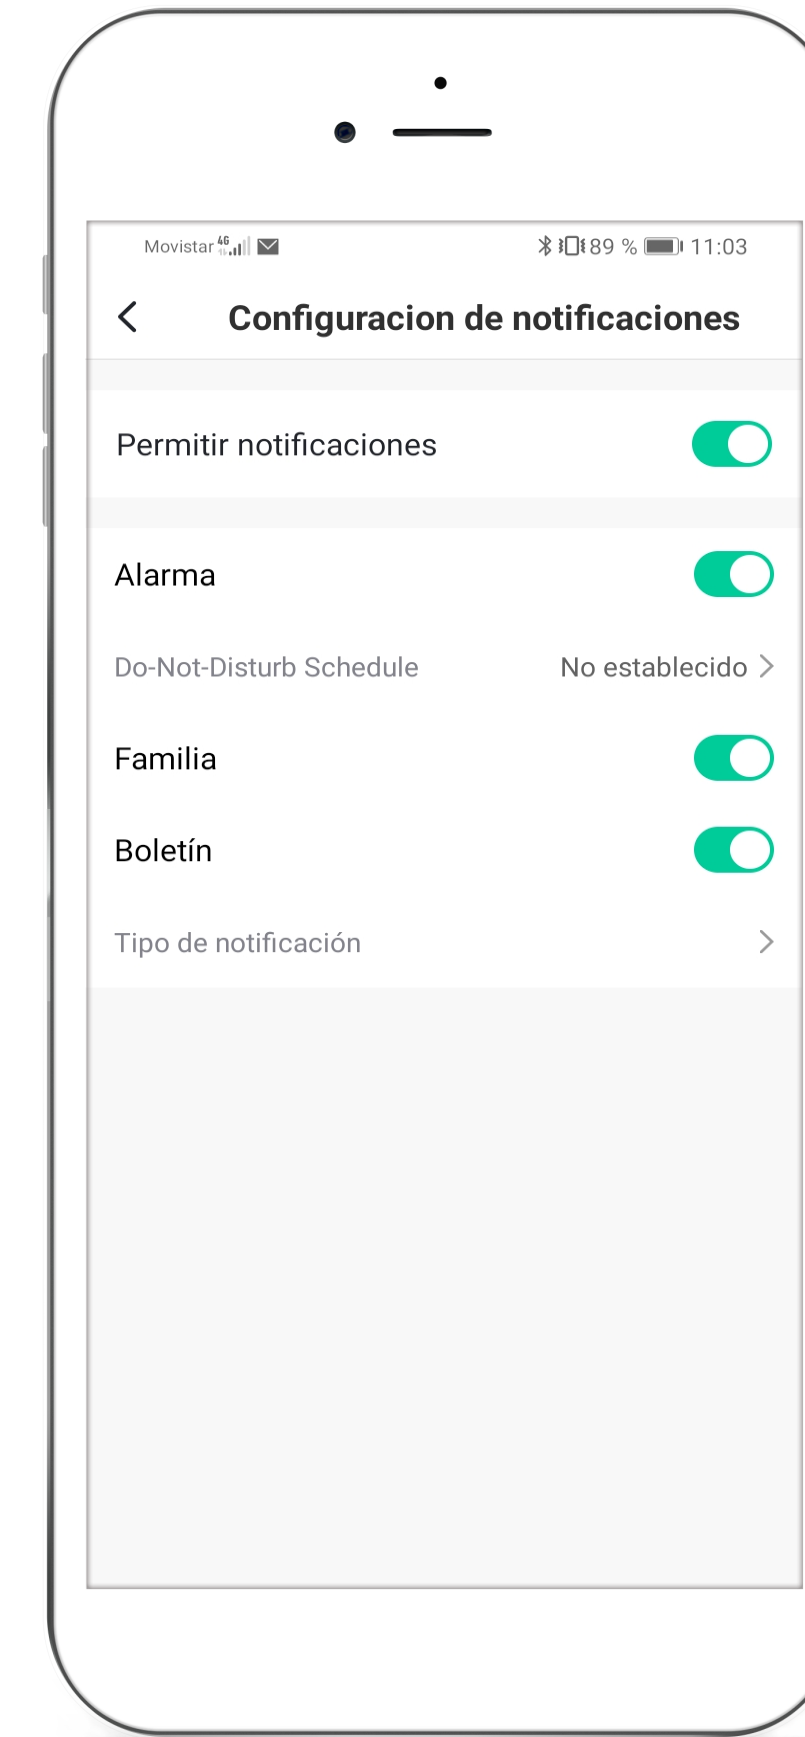 Movistar 4G 89 % 11:03
Configuracion de notificaciones
Permitir notificaciones
Alarma
Do-Not-Disturb Schedule No establecido
Familia
Boletín
Tipo de notificación